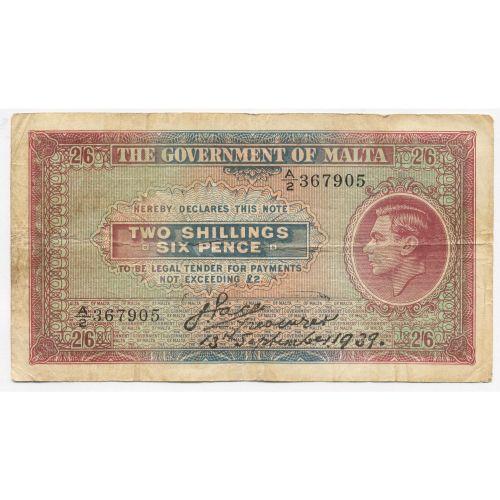 2/6 THE GOVERNMENT OF MALTA 2/6
A/2 367905
HEREBY DECLARES THIS NOTE
TWO SHILLINGS
SIX PENCE
TO BE LEGAL TENDER FOR PAYMENTS
NOT EXCEEDING £2.
A/2 367905
Treasurer
2/6 13th September, 1939. 2/6